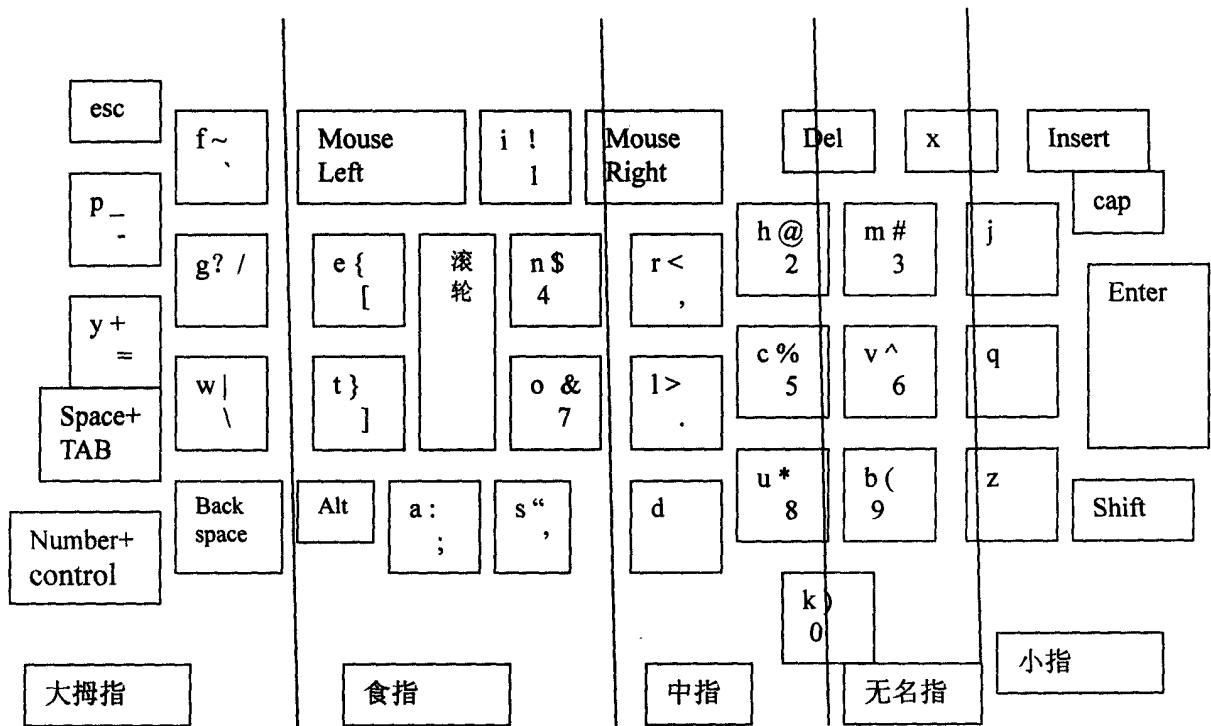 esc
f ~
`
Mouse
Left
i !
1
Mouse
Right
Del
x
Insert
cap
p _
-
g? /
e {
[
滚
轮
n $
4
r <
,
h @
2
m #
3
j
Enter
y +
=
w |
\
t }
]
o &
7
l >
.
c %
5
v ^
6
q
Space+
TAB
Back
space
Alt
a :
;
s “
’
d
u *
8
b (
9
z
Shift
Number+
control
k )
0
大拇指
食指
中指
无名指
小指